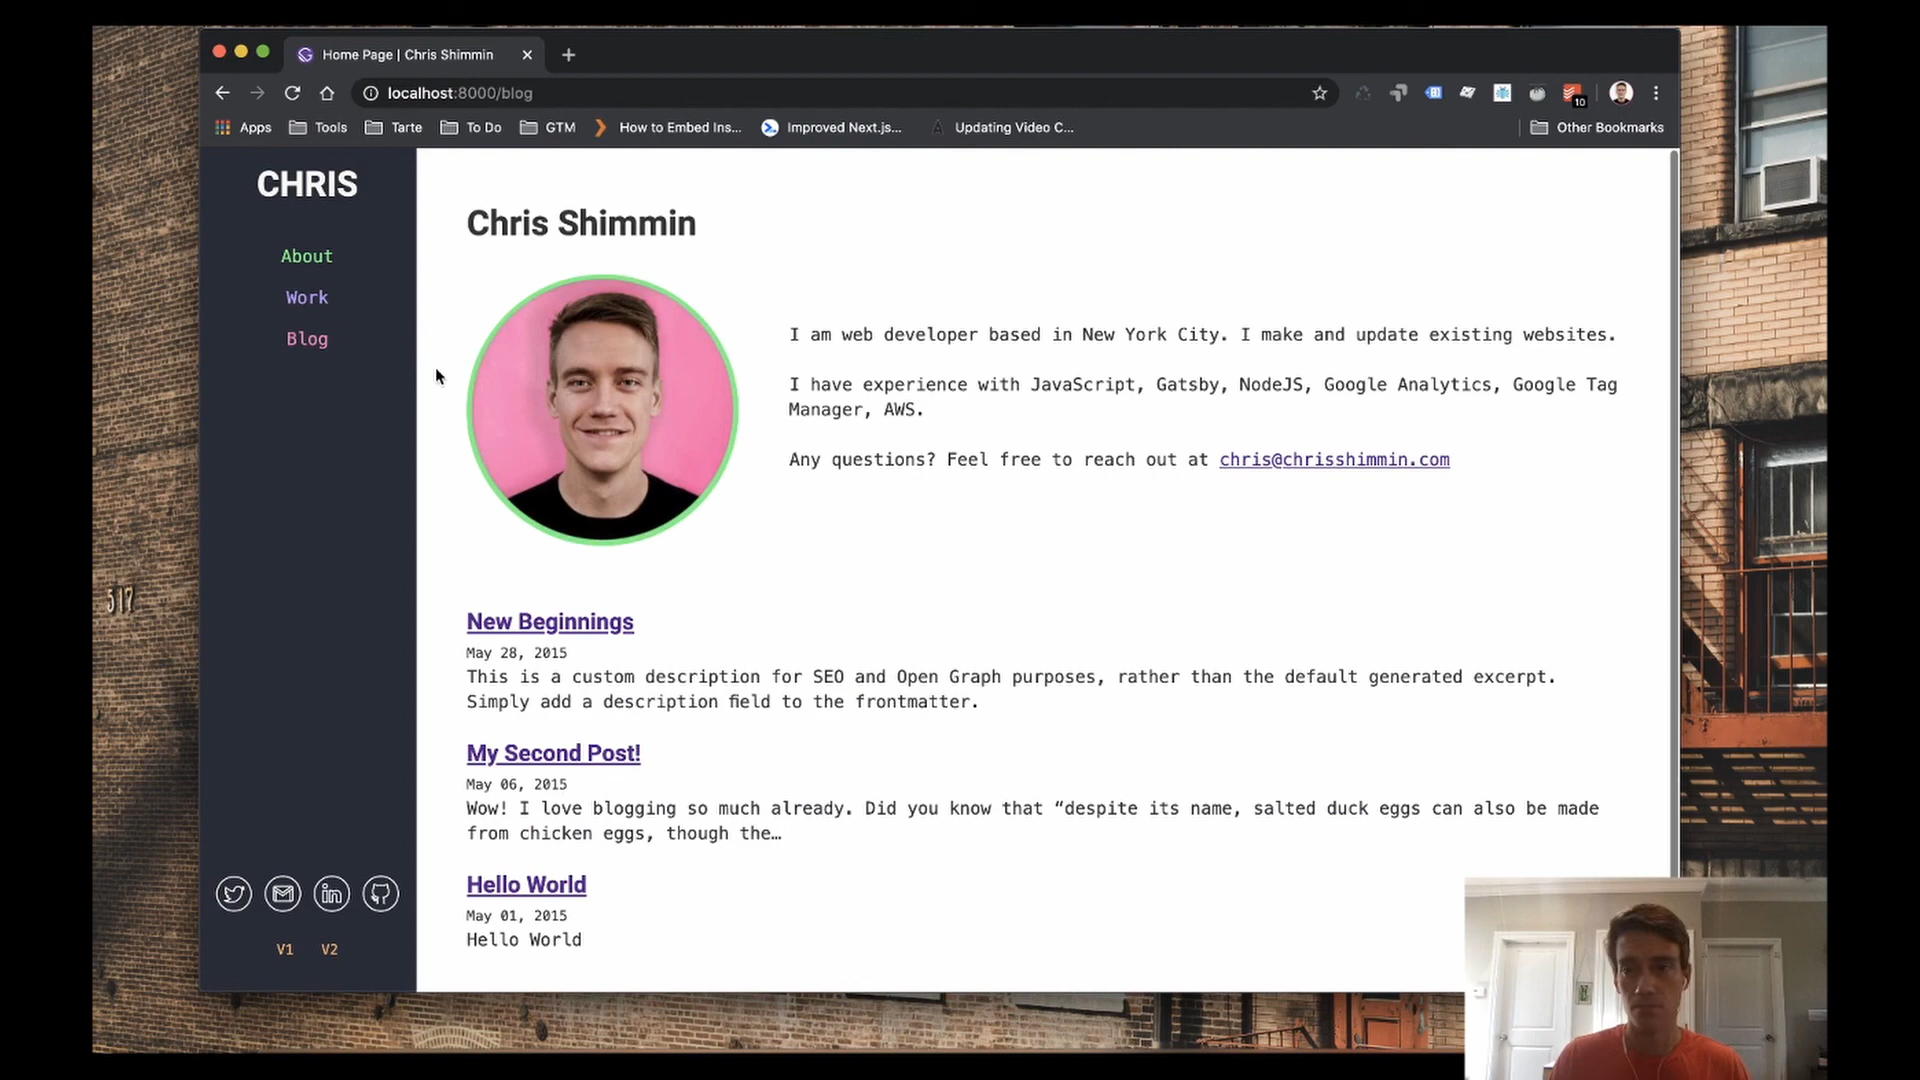 Home Page | Chris Shimmin
localhost:8000/blog
10
Apps Tools Tarte To Do GTM How to Embed Ins... Improved Next.js... Updating Video C... Other Bookmarks
CHRIS
About
Work
Blog
V1 V2
Chris Shimmin
I am web developer based in New York City. I make and update existing websites.
I have experience with JavaScript, Gatsby, NodeJS, Google Analytics, Google Tag
Manager, AWS.
Any questions? Feel free to reach out at chris@chrisshimmin.com
New Beginnings
May 28, 2015
This is a custom description for SEO and Open Graph purposes, rather than the default generated excerpt.
Simply add a description field to the frontmatter.
My Second Post!
May 06, 2015
Wow! I love blogging so much already. Did you know that “despite its name, salted duck eggs can also be made
from chicken eggs, though the…
Hello World
May 01, 2015
Hello World
517